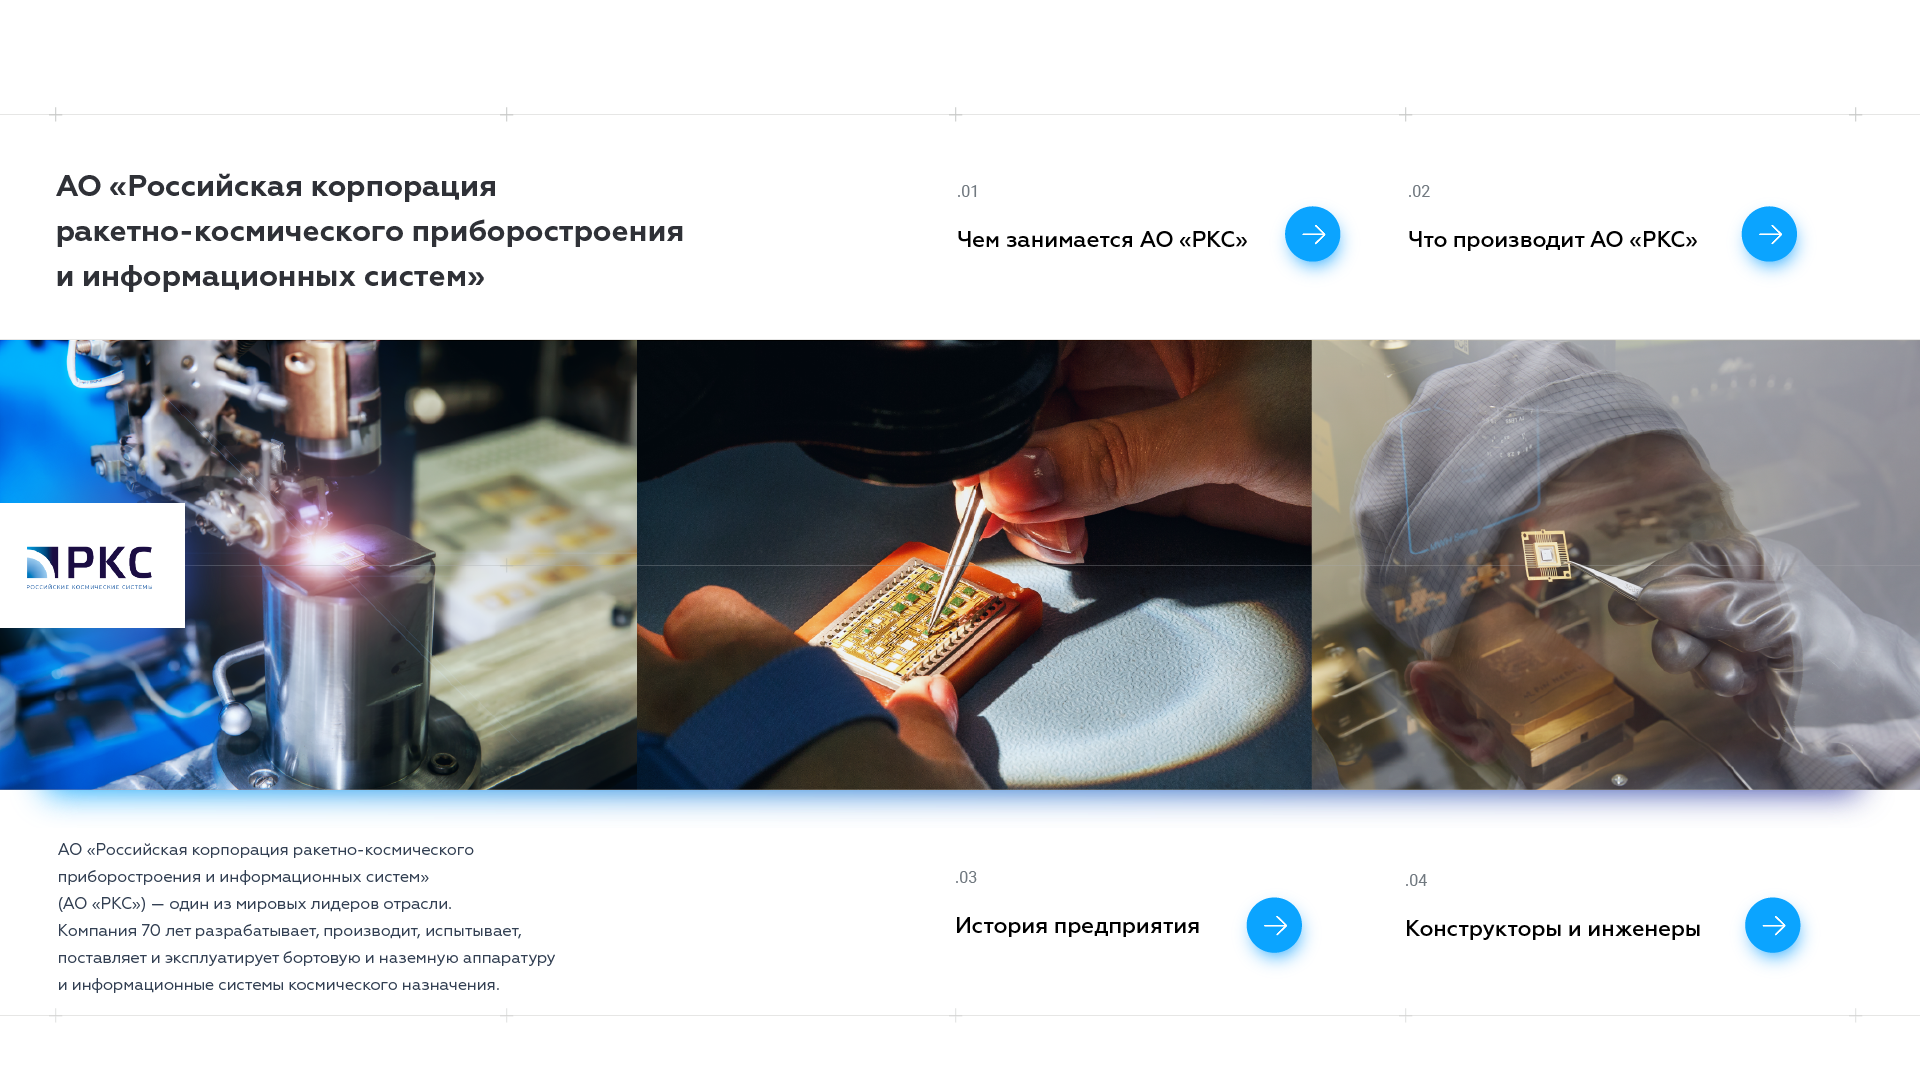 АО «Российская корпорация
ракетно-космического приборостроения
и информационных систем»
.01
Чем занимается АО «РКС»
.02
Что производит АО «РКС»
РКС
РОССИЙСКИЕ КОСМИЧЕСКИЕ СИСТЕМЫ
АО «Российская корпорация ракетно-космического
приборостроения и информационных систем»
(АО «РКС») — один из мировых лидеров отрасли.
Компания 70 лет разрабатывает, производит, испытывает,
поставляет и эксплуатирует бортовую и наземную аппаратуру
и информационные системы космического назначения.
.03
История предприятия
.04
Конструкторы и инженеры